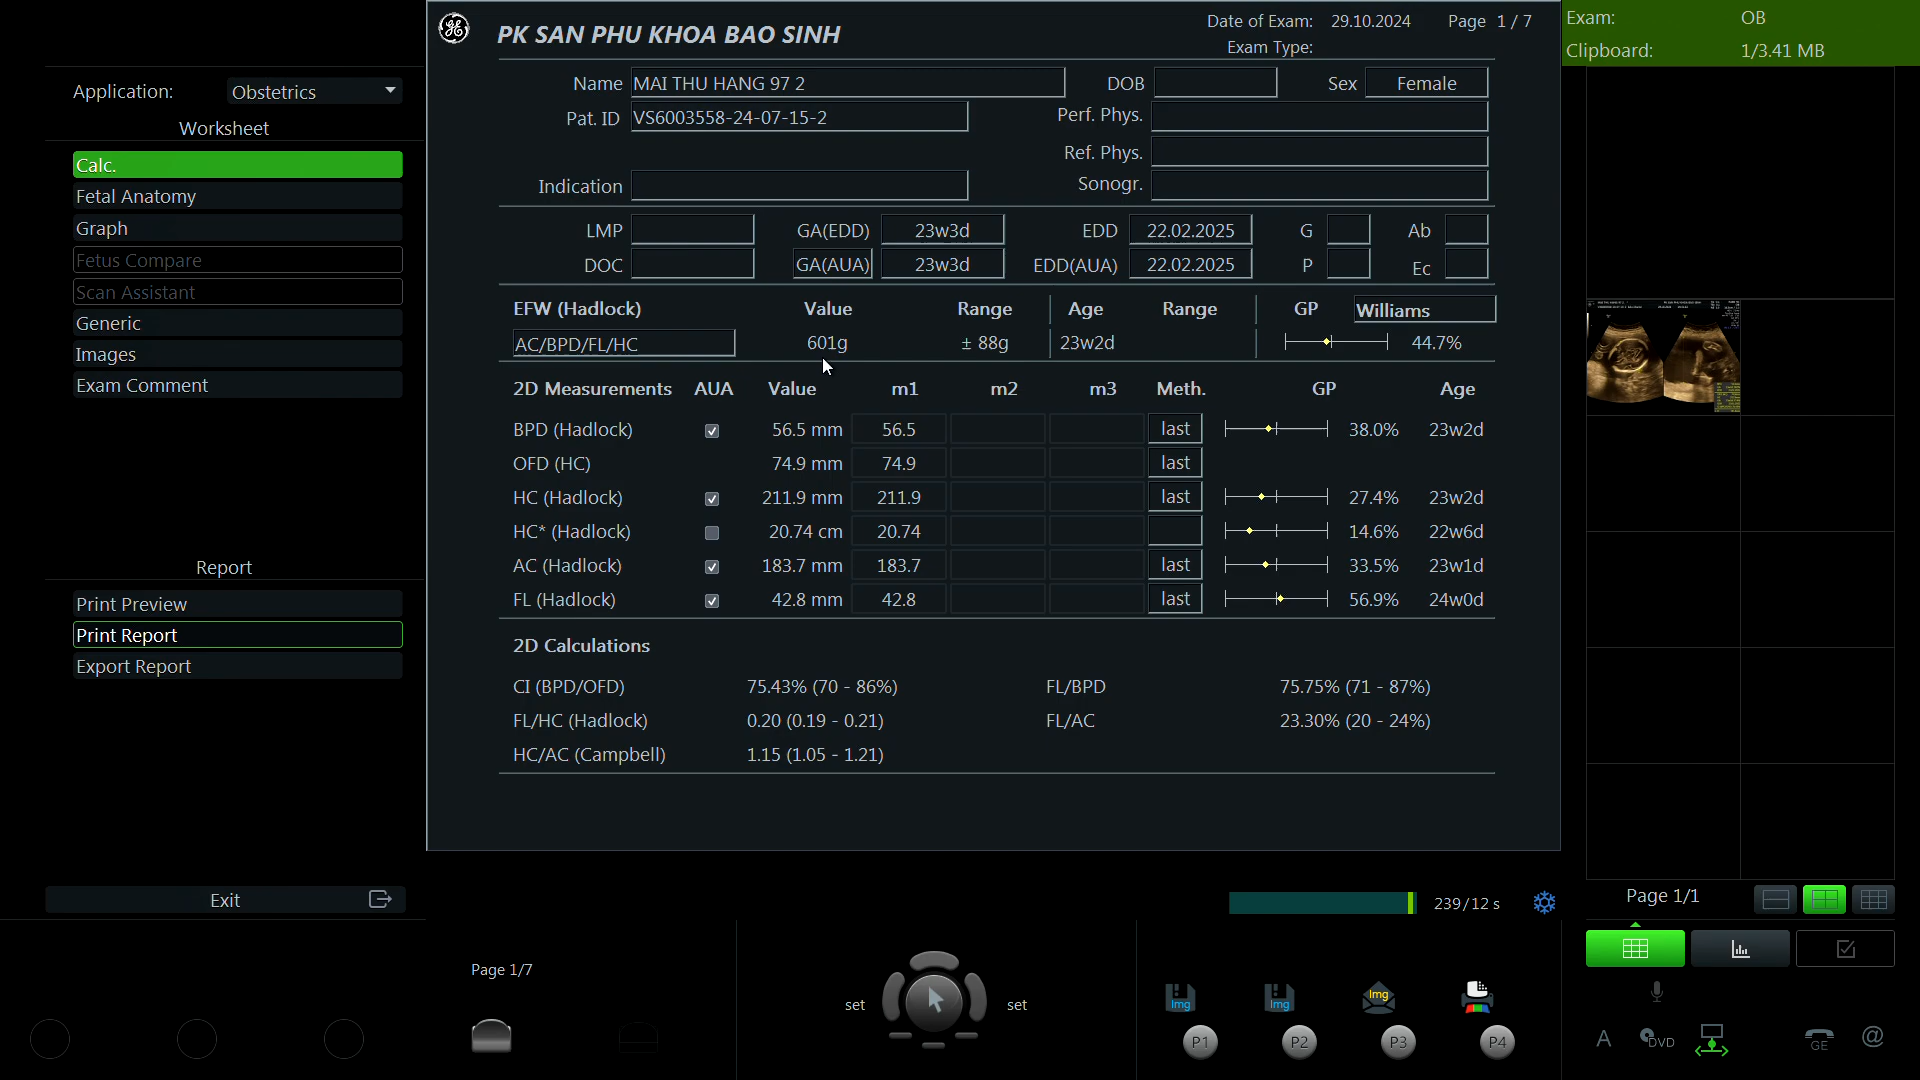 Application: Obstetrics
Worksheet
Calc.
Fetal Anatomy
Graph
Fetus Compare
Scan Assistant
Generic
Images
Exam Comment
Report
Print Preview
Print Report
Export Report
Exit
PK SAN PHU KHOA BAO SINH
Date of Exam: 29.10.2024 Page 1 / 7
Exam Type:
Name MAI THU HANG 97 2 DOB Sex Female
Pat. ID VS6003558-24-07-15-2 Perf. Phys.
Ref. Phys.
Indication Sonogr.
LMP GA(EDD) 23w3d EDD 22.02.2025 G Ab
DOC GA(AUA) 23w3d EDD(AUA) 22.02.2025 P Ec
EFW (Hadlock) Value Range Age Range GP Williams
AC/BPD/FL/HC 601g ± 88g 23w2d 44.7%
2D Measurements AUA Value m1 m2 m3 Meth. GP Age
BPD (Hadlock) 56.5 mm 56.5 last 38.0% 23w2d
OFD (HC) 74.9 mm 74.9 last
HC (Hadlock) 211.9 mm 211.9 last 27.4% 23w2d
HC* (Hadlock) 20.74 cm 20.74 14.6% 22w6d
AC (Hadlock) 183.7 mm 183.7 last 33.5% 23w1d
FL (Hadlock) 42.8 mm 42.8 last 56.9% 24w0d
2D Calculations
CI (BPD/OFD) 75.43% (70 - 86%) FL/BPD 75.75% (71 - 87%)
FL/HC (Hadlock) 0.20 (0.19 - 0.21) FL/AC 23.30% (20 - 24%)
HC/AC (Campbell) 1.15 (1.05 - 1.21)
239/12 s
Page 1/7
set set
Img Img Img
P1 P2 P3 P4
Exam: OB
Clipboard: 1/3.41 MB
Page 1/1
A DVD GE @